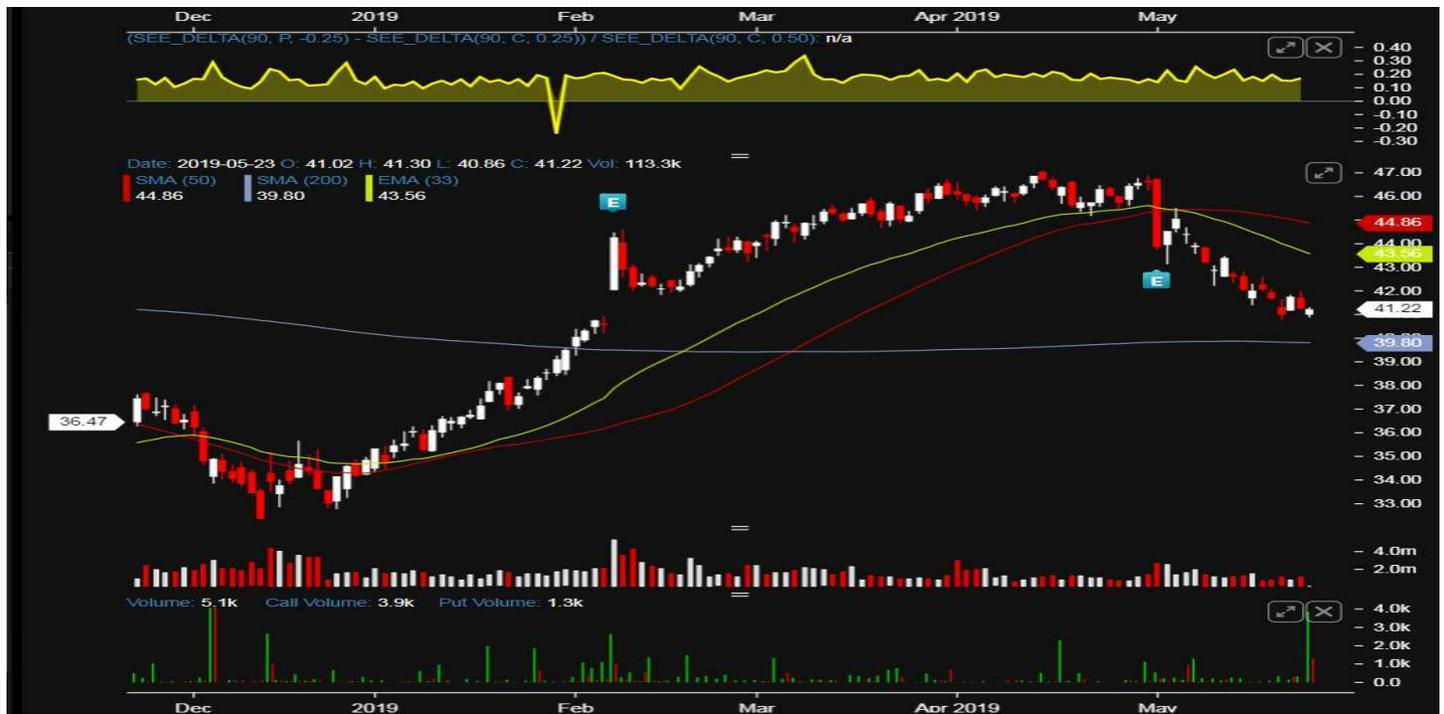 Dec 2019 Feb Mar Apr 2019 May
(SEE_DELTA(90, P, -0.25) - SEE_DELTA(90, C, 0.25)) / SEE_DELTA(90, C, 0.50): n/a
0.40
0.30
0.20
0.10
0.00
-0.10
-0.20
-0.30
Date: 2019-05-23 O: 41.02 H: 41.30 L: 40.86 C: 41.22 Vol: 113.3k
SMA (50) SMA (200) EMA (33)
44.86 39.80 43.56
47.00
46.00
E
44.86
44.00
43.56
43.00
E
42.00
41.22
39.80
39.00
38.00
37.00
36.47
36.00
35.00
34.00
33.00
4.0m
2.0m
Volume: 5.1k Call Volume: 3.9k Put Volume: 1.3k
4.0k
3.0k
2.0k
1.0k
0.0
Dec 2019 Feb Mar Apr 2019 May